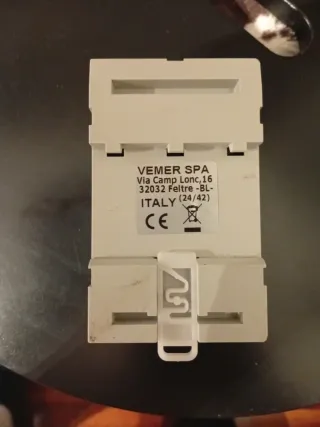 VEMER SPA
Via Camp Lonc,16
32032 Feltre -BL-
ITALY (24/42)
CE